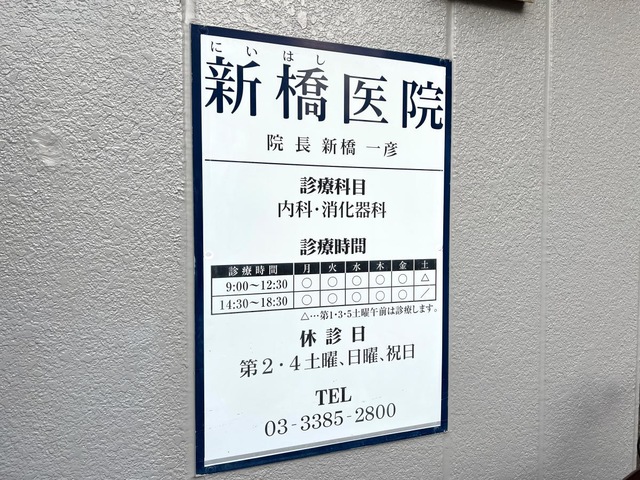 にいはし
新橋医院
院長 新橋 一彦
診療科目
内科・消化器科
診療時間
診療時間 月 火 水 木 金 土
9:00～12:30 ○ ○ ○ ○ ○ △
14:30～18:30 ○ ○ ○ ○ ○ ／
△…第1・3・5土曜午前は診療します。
休診日
第2・4土曜、日曜、祝日
TEL
03-3385-2800